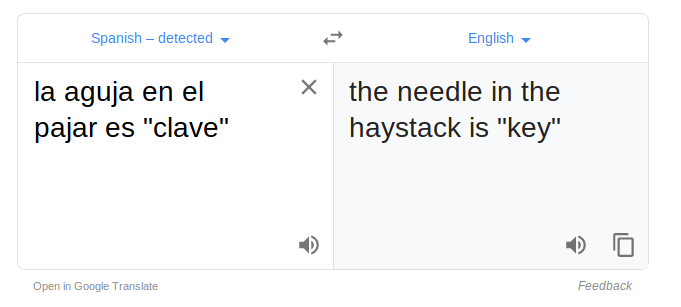 Spanish – detected
English
la aguja en el
pajar es "clave"
the needle in the
haystack is "key"
Open in Google Translate
Feedback